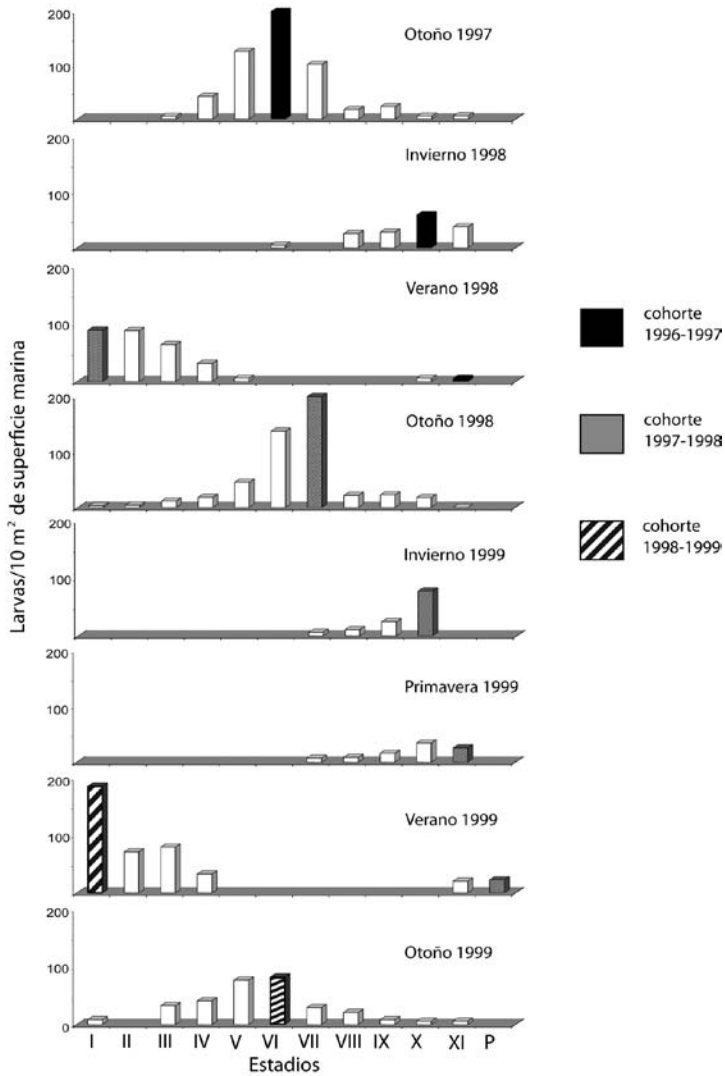 Larvas/10 m² de superficie marina
200
100
Otoño 1997
200
100
Invierno 1998
200
100
Verano 1998
200
100
Otoño 1998
200
100
Invierno 1999
200
100
Primavera 1999
200
100
Verano 1999
200
100
0
Otoño 1999
I II III IV V VI VII VIII IX X XI P
Estadios
cohorte
1996-1997
cohorte
1997-1998
cohorte
1998-1999